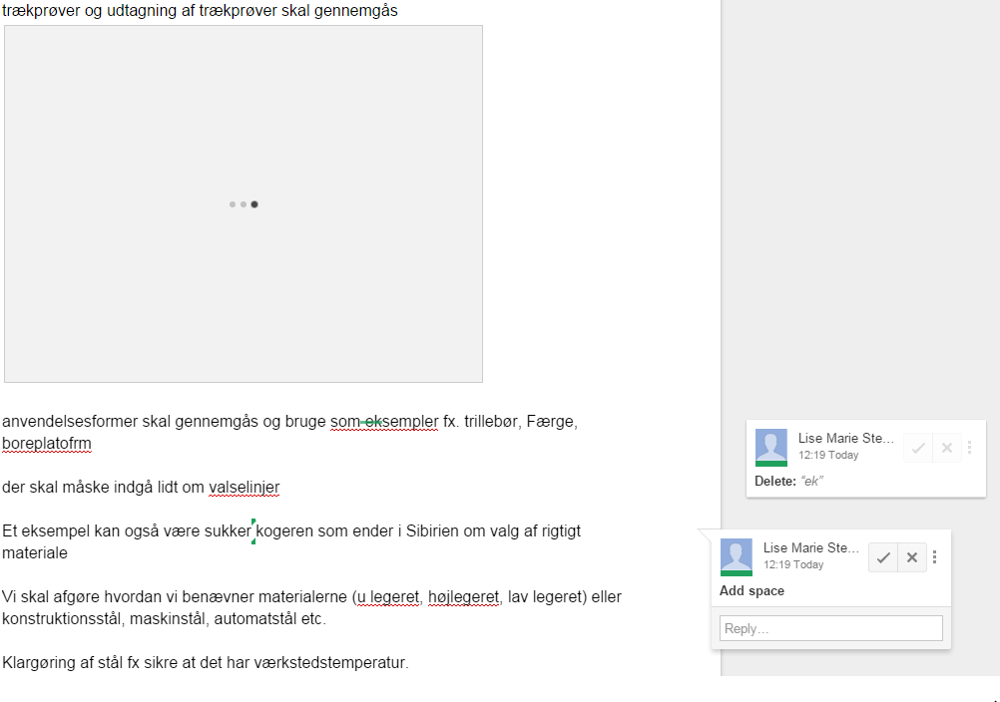 trækprøver og udtagning af trækprøver skal gennemgås
anvendelsesformer skal gennemgås og bruge som eksempler fx. trillebør, Færge,
boreplatofrm
der skal måske indgå lidt om valselinjer
Et eksempel kan også være sukker kogeren som ender i Sibirien om valg af rigtigt
materiale
Vi skal afgøre hvordan vi benævner materialerne (u legeret, højlegeret, lav legeret) eller
konstruktionsstål, maskinstål, automatstål etc.
Klargøring af stål fx sikre at det har værkstedstemperatur.
Lise Marie Ste...
12:19 Today
Delete: "ek"
Lise Marie Ste...
12:19 Today
Add space
Reply...